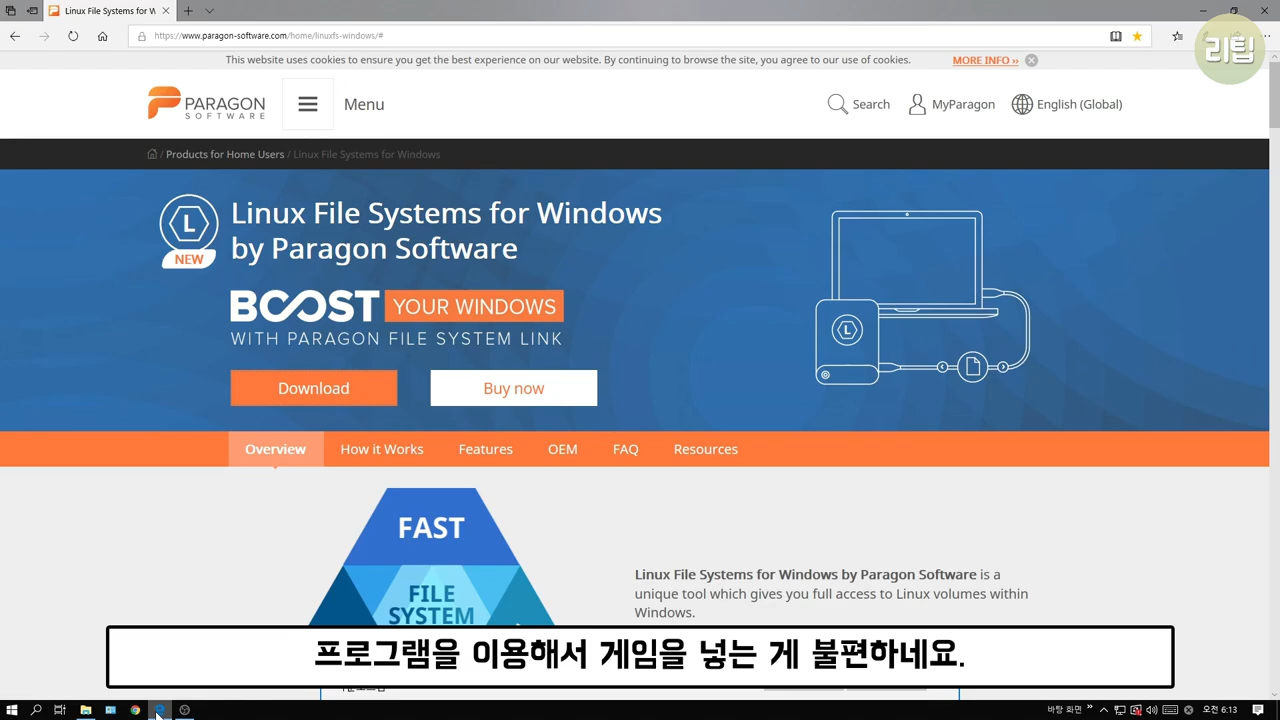 Linux File Systems for W
https://www.paragon-software.com/home/linuxfs-windows/#
리팁
This website uses cookies to ensure you get the best experience on our website. By continuing to browse the site, you agree to our use of cookies.
MORE INFO ››
PARAGON
SOFTWARE
Menu
Search
MyParagon
English (Global)
/ Products for Home Users / Linux File Systems for Windows
L
NEW
Linux File Systems for Windows
by Paragon Software
BOOST YOUR WINDOWS
WITH PARAGON FILE SYSTEM LINK
L
Download
Buy now
Overview
How it Works
Features
OEM
FAQ
Resources
FAST
FILE
SYSTEM
Linux File Systems for Windows by Paragon Software is a
unique tool which gives you full access to Linux volumes within
Windows.
프로그램을 이용해서 게임을 넣는 게 불편하네요.
바탕 화면
오전 6:13